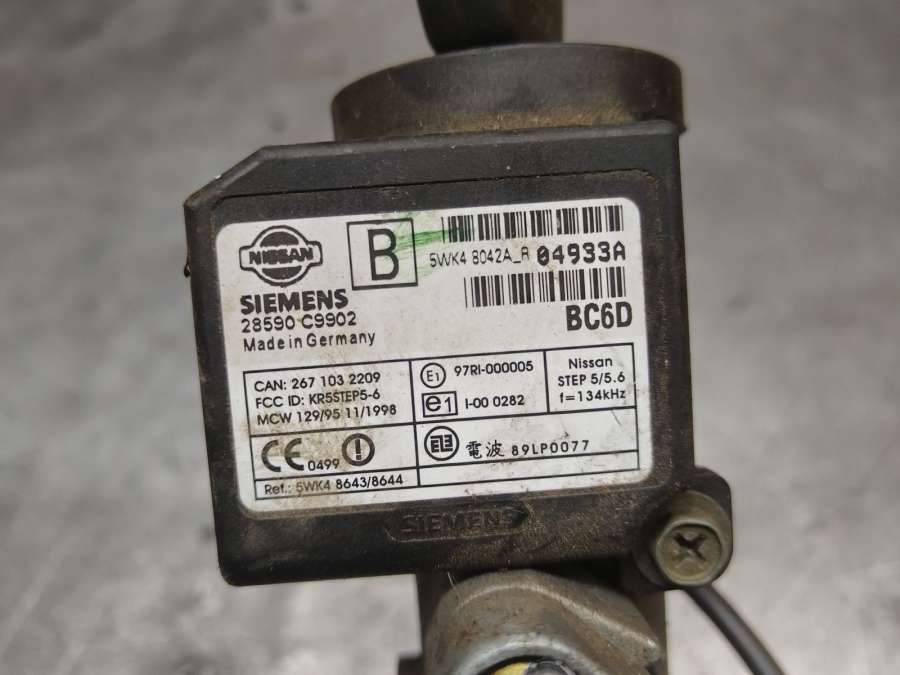 NISSAN
B
5WK4 8042A_R 04933A
SIEMENS
28590 C9902
BC6D
Made in Germany
CAN: 267 103 2209
FCC ID: KR5STEP5-6
MCW 129/95 11/1998
E1 97RI-000005
e1 I-00 0282
Nissan
STEP 5/5.6
f=134kHz
CE 0499
電波 89LP0077
Ref.: 5WK4 8643/8644
SIEMENS